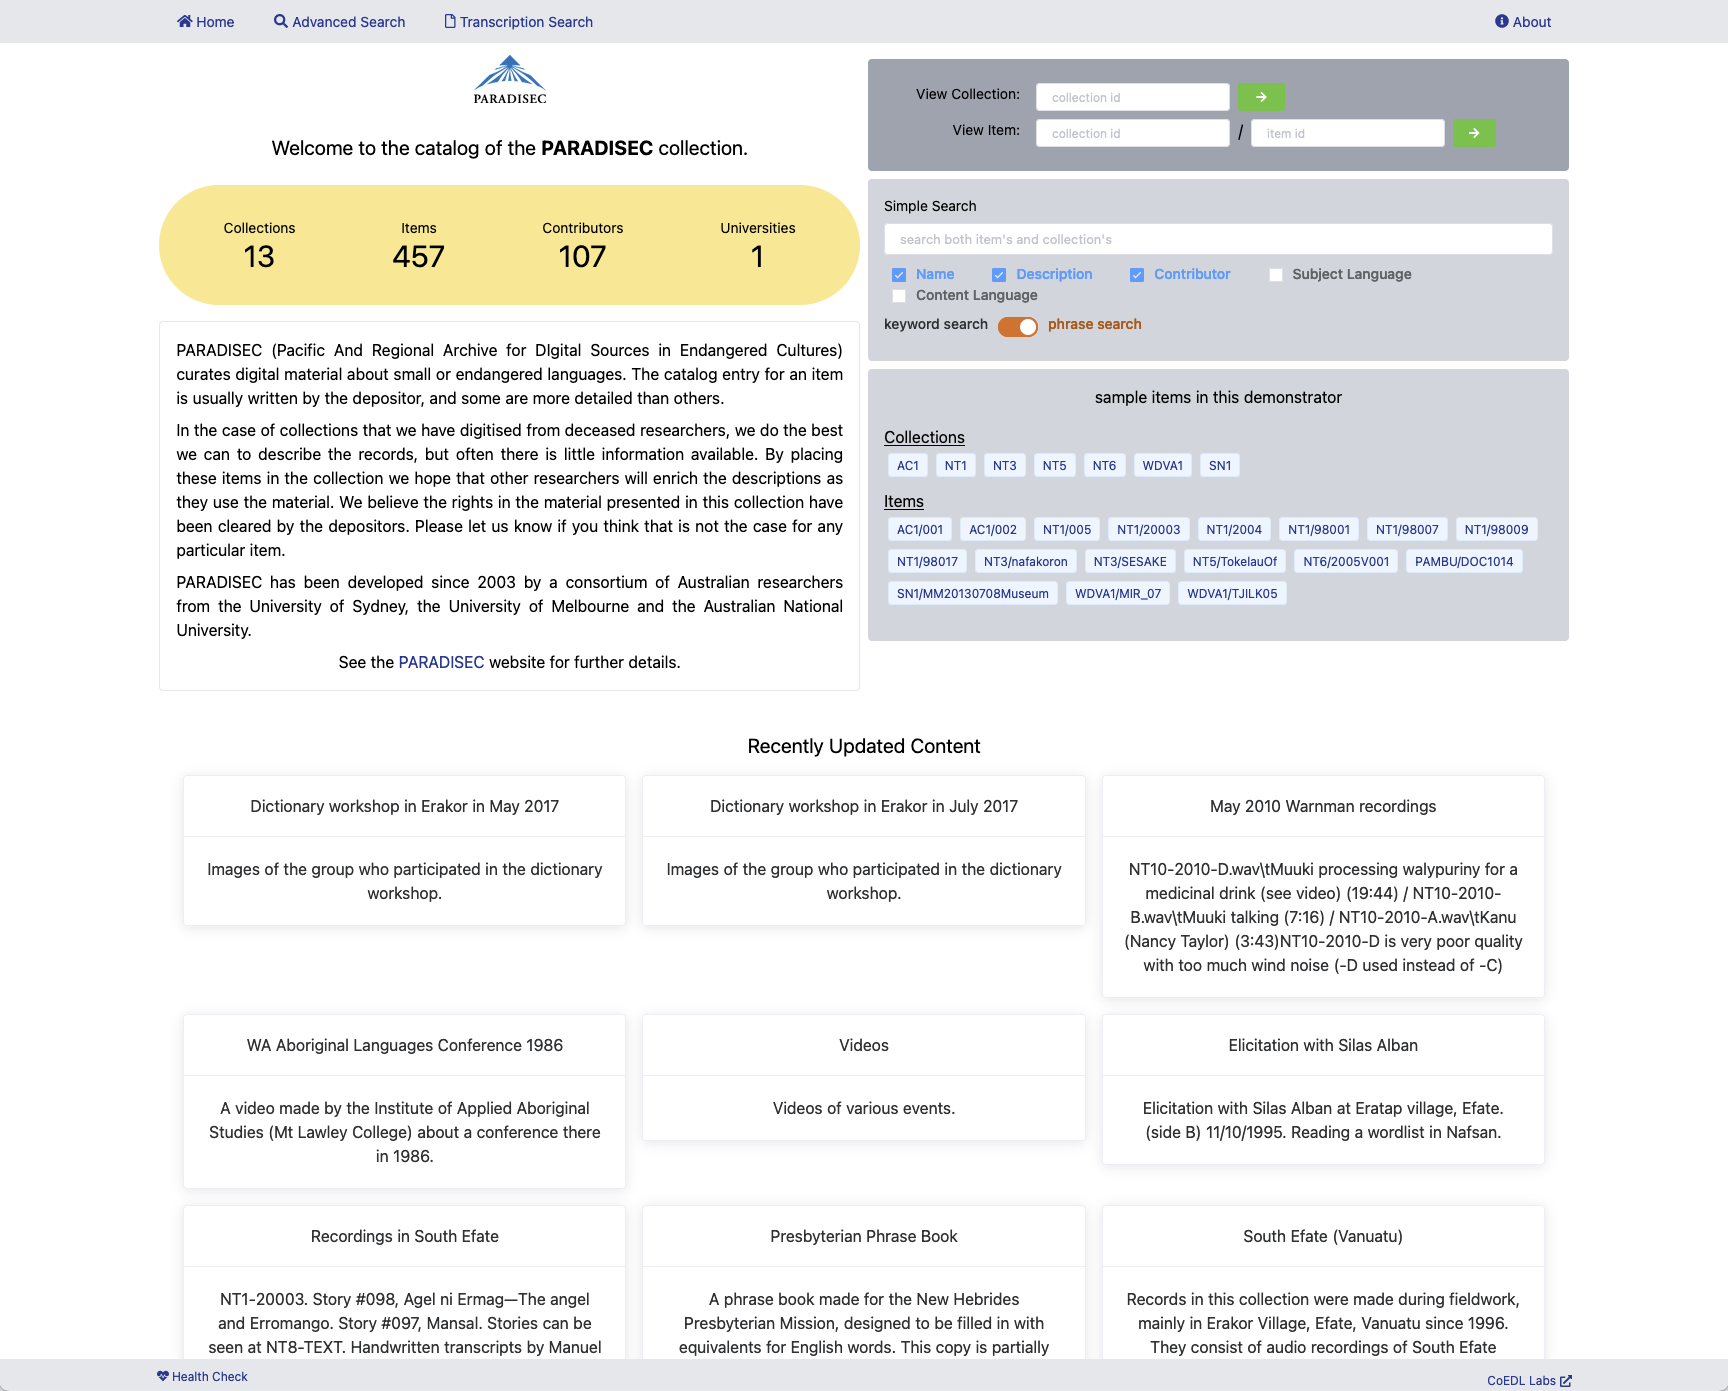 Home Advanced Search Transcription Search About
PARADISEC
Welcome to the catalog of the PARADISEC collection.
Collections Items Contributors Universities
13 457 107 1
PARADISEC (Pacific And Regional Archive for DIgital Sources in Endangered Cultures)
curates digital material about small or endangered languages. The catalog entry for an item
is usually written by the depositor, and some are more detailed than others.
In the case of collections that we have digitised from deceased researchers, we do the best
we can to describe the records, but often there is little information available. By placing
these items in the collection we hope that other researchers will enrich the descriptions as
they use the material. We believe the rights in the material presented in this collection have
been cleared by the depositors. Please let us know if you think that is not the case for any
particular item.
PARADISEC has been developed since 2003 by a consortium of Australian researchers
from the University of Sydney, the University of Melbourne and the Australian National
University.
See the PARADISEC website for further details.
View Collection: collection id
View Item: collection id / item id
Simple Search
search both item's and collection's
Name Description Contributor Subject Language
Content Language
keyword search phrase search
sample items in this demonstrator
Collections
AC1 NT1 NT3 NT5 NT6 WDVA1 SN1
Items
AC1/001 AC1/002 NT1/005 NT1/20003 NT1/2004 NT1/98001 NT1/98007 NT1/98009
NT1/98017 NT3/nafakoron NT3/SESAKE NT5/TokelauOf NT6/2005V001 PAMBU/DOC1014
SN1/MM20130708Museum WDVA1/MIR_07 WDVA1/TJILK05
Recently Updated Content
Dictionary workshop in Erakor in May 2017
Images of the group who participated in the dictionary
workshop.
Dictionary workshop in Erakor in July 2017
Images of the group who participated in the dictionary
workshop.
May 2010 Warnman recordings
NT10-2010-D.wav\tMuuki processing walypuriny for a
medicinal drink (see video) (19:44) / NT10-2010-
B.wav\tMuuki talking (7:16) / NT10-2010-A.wav\tKanu
(Nancy Taylor) (3:43)NT10-2010-D is very poor quality
with too much wind noise (-D used instead of -C)
WA Aboriginal Languages Conference 1986
A video made by the Institute of Applied Aboriginal
Studies (Mt Lawley College) about a conference there
in 1986.
Videos
Videos of various events.
Elicitation with Silas Alban
Elicitation with Silas Alban at Eratap village, Efate.
(side B) 11/10/1995. Reading a wordlist in Nafsan.
Recordings in South Efate
NT1-20003. Story #098, Agel ni Ermag—The angel
and Erromango. Story #097, Mansal. Stories can be
seen at NT8-TEXT. Handwritten transcripts by Manuel
Presbyterian Phrase Book
A phrase book made for the New Hebrides
Presbyterian Mission, designed to be filled in with
equivalents for English words. This copy is partially
South Efate (Vanuatu)
Records in this collection were made during fieldwork,
mainly in Erakor Village, Efate, Vanuatu since 1996.
They consist of audio recordings of South Efate
Health Check
CoEDL Labs